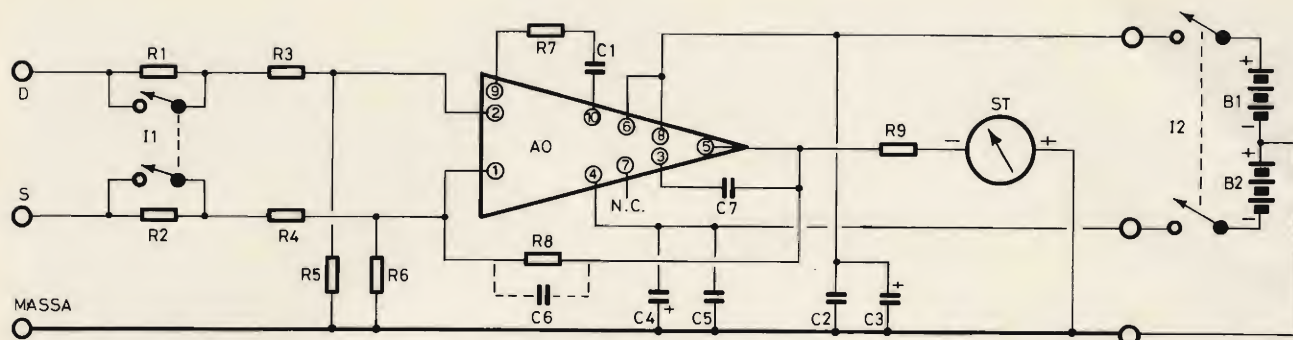 R7
C1
R1
R3
D
9
2
10
6
8
ST
B1
+
-
I1
AO
5
R9
-
+
I2
+
B2
-
3
7
4
1
S
N.C.
C7
R2
R4
R8
R5
R6
C6
C4
+
C5
C2
C3
+
MASSA